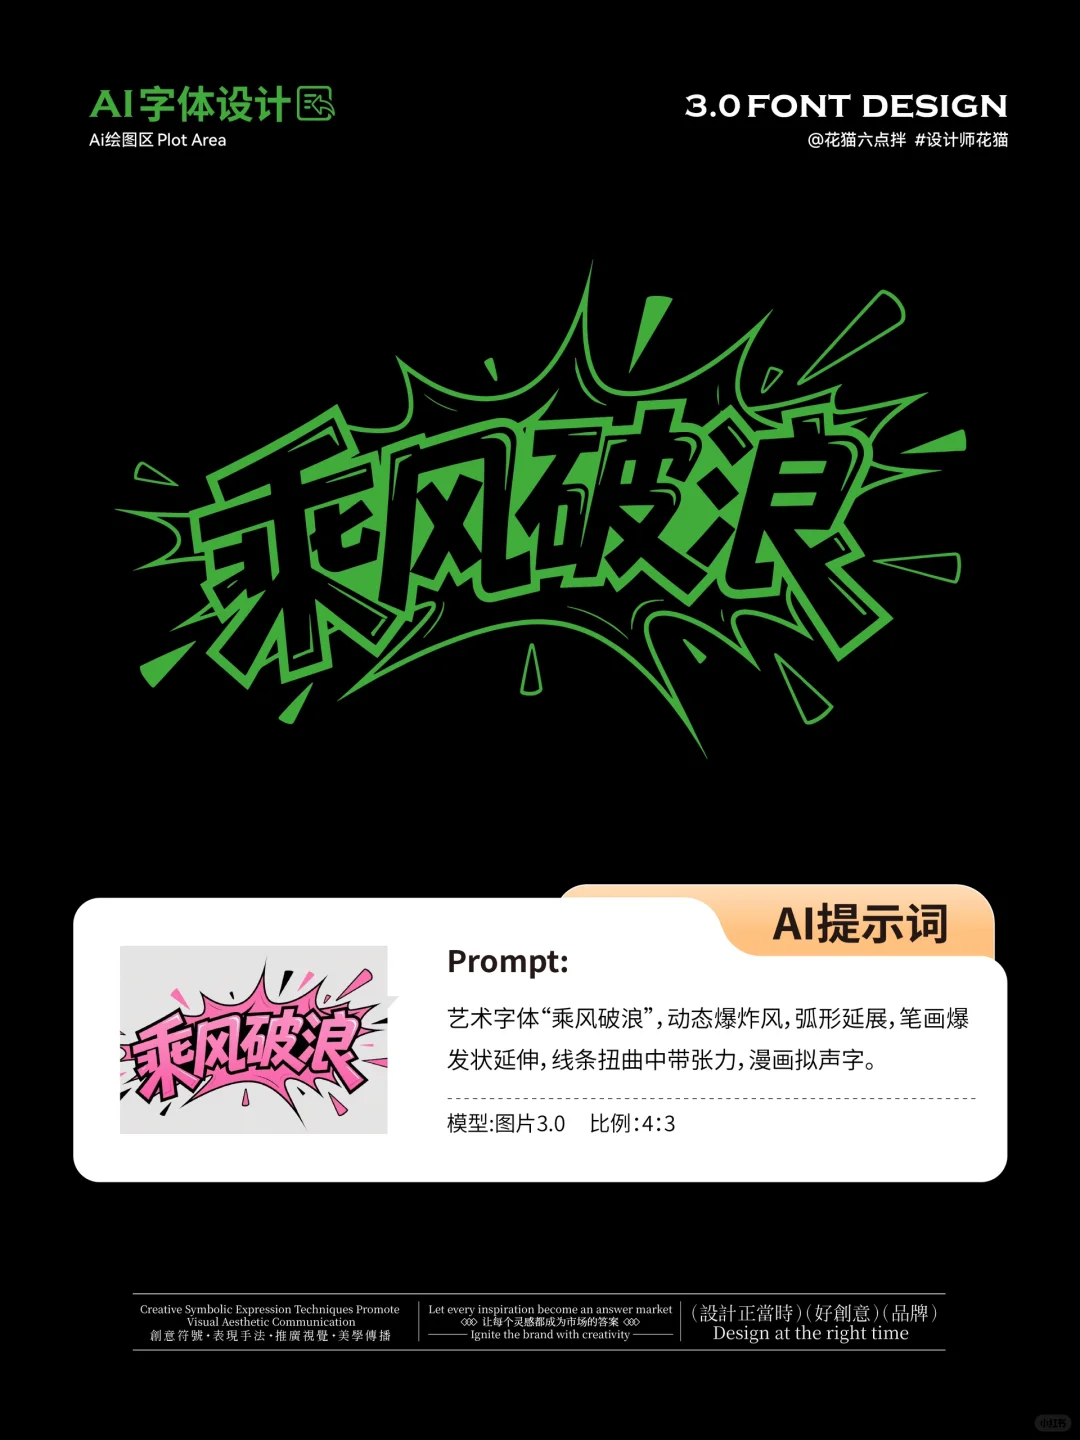 AI字体设计
Ai绘图区 Plot Area
3.0 FONT DESIGN
@花猫六点拌 #设计师花猫
乘风破浪
AI提示词
乘风破浪
Prompt:
艺术字体“乘风破浪”，动态爆炸风，弧形延展，笔画爆
发状延伸，线条扭曲中带张力，漫画拟声字。
模型:图片3.0 比例：4：3
Creative Symbolic Expression Techniques Promote
Visual Aesthetic Communication
創意符號·表現手法·推廣視覺·美學傳播
Let every inspiration become an answer market
让每个灵感都成为市场的答案
Ignite the brand with creativity
（設計正當時）（好創意）（品牌）
Design at the right time
小红书